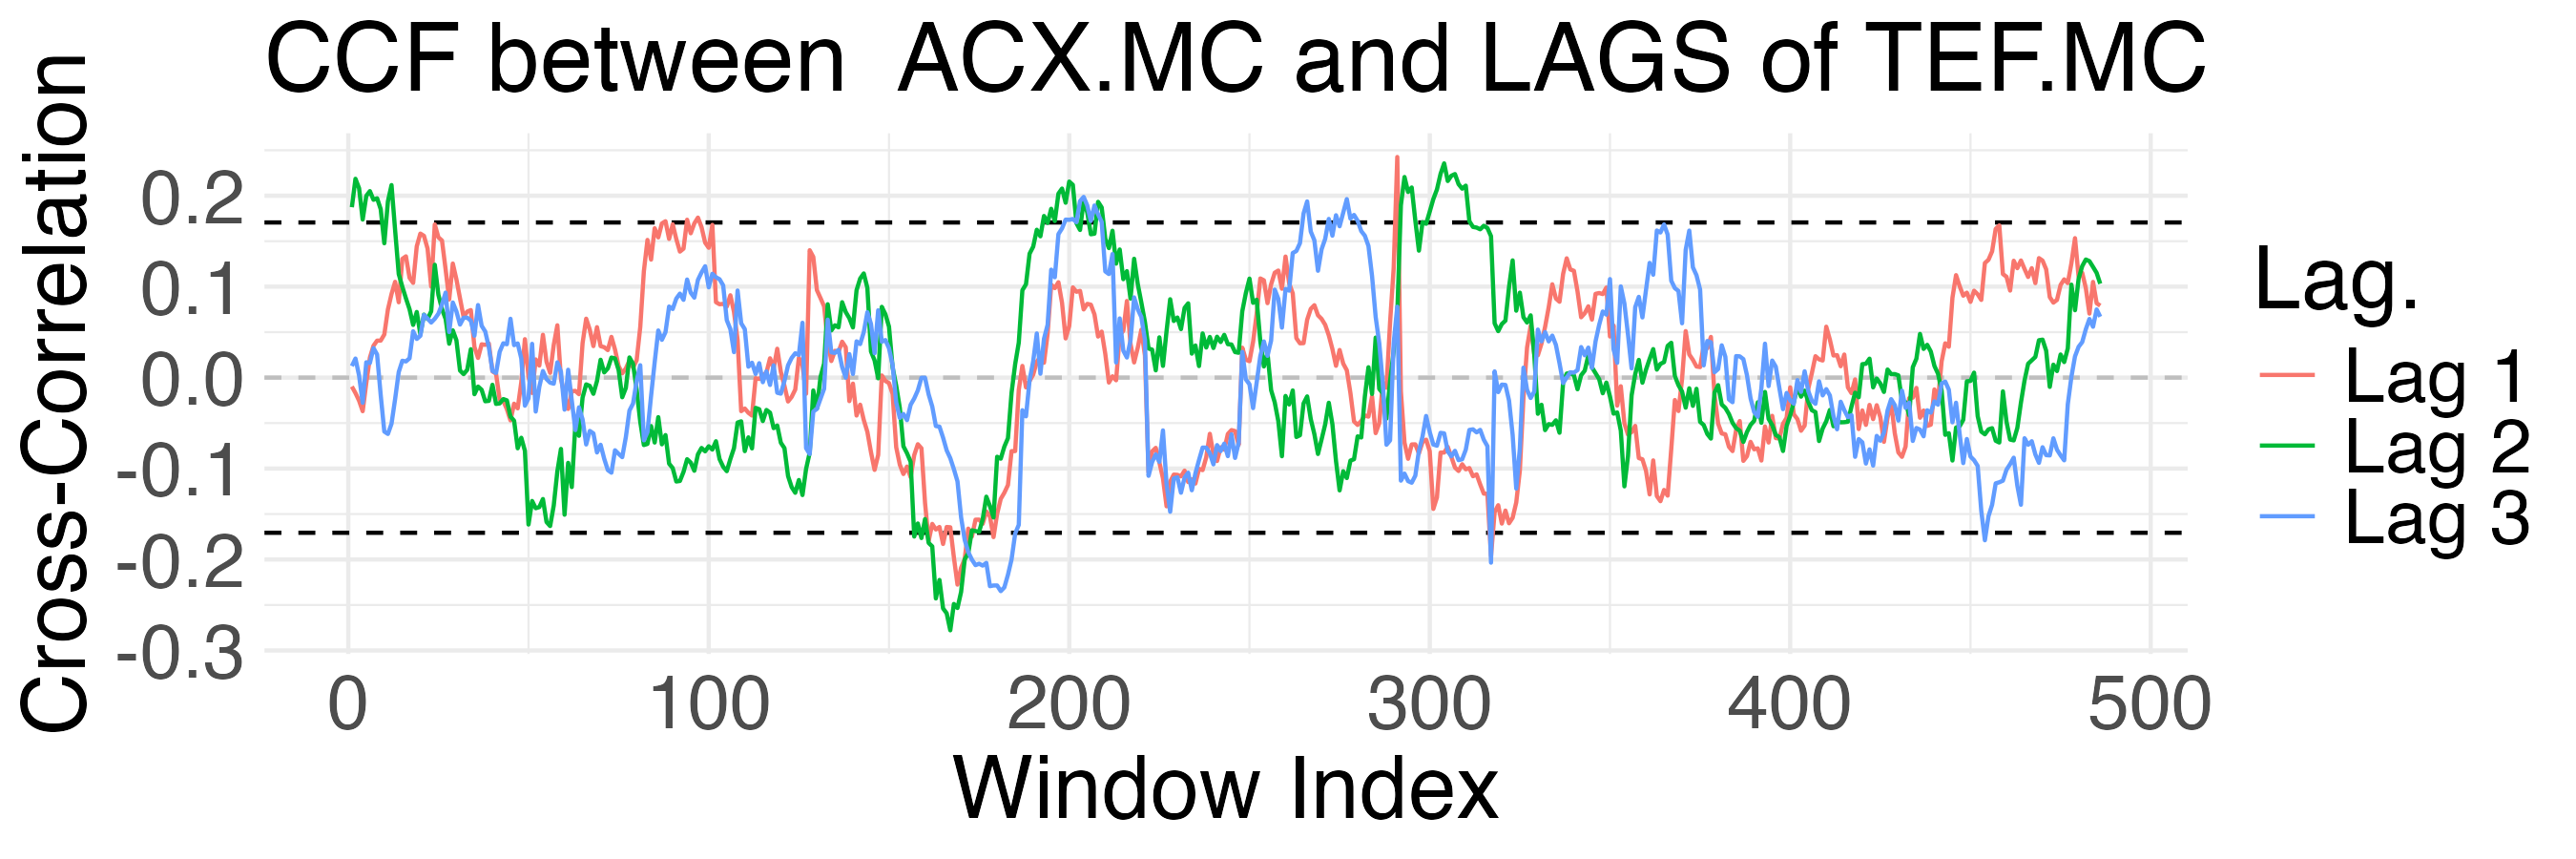 CCF between  ACX.MC and LAGS of TEF.MC
Cross-Correlation
0.2
0.1
0.0
-0.1
-0.2
-0.3
0 100 200 300 400 500
Window Index
Lag.
Lag 1
Lag 2
Lag 3